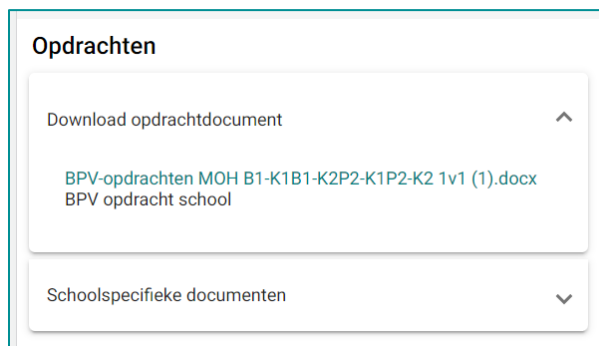 Opdrachten
Download opdrachtdocument
BPV-opdrachten MOH B1-K1B1-K2P2-K1P2-K2 1v1 (1).docx
BPV opdracht school
Schoolspecifieke documenten